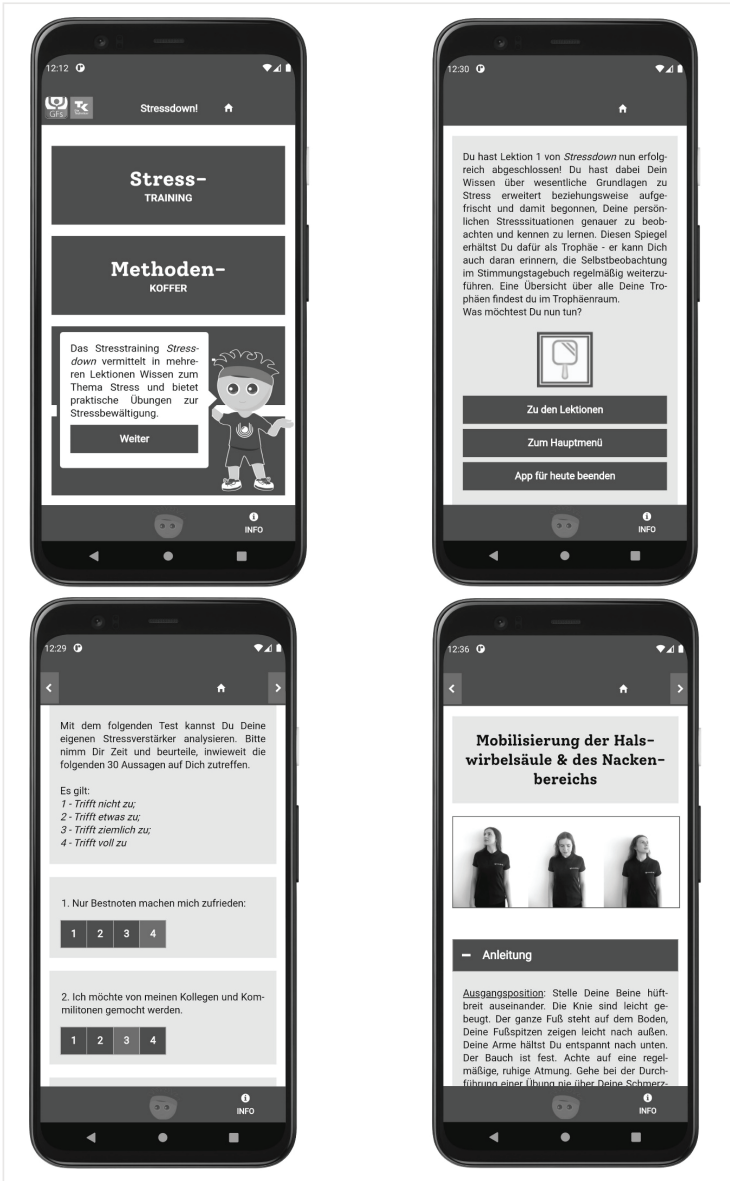 12:12
GFs
TK
Stressdown!
Stress-
TRAINING
Methoden-
KOFFER
Das Stresstraining Stress-
down vermittelt in mehre-
ren Lektionen Wissen zum
Thema Stress und bietet
praktische Übungen zur
Stressbewältigung.
Weiter
INFO
12:30
Du hast Lektion 1 von Stressdown nun erfolg-
reich abgeschlossen! Du hast dabei Dein
Wissen über wesentliche Grundlagen zu
Stress erweitert beziehungsweise aufge-
frischt und damit begonnen, Deine persön-
lichen Stresssituationen genauer zu beob-
achten und kennen zu lernen. Diesen Spiegel
erhältst Du dafür als Trophäe - er kann Dich
auch daran erinnern, die Selbstbeobachtung
im Stimmungstagebuch regelmäßig weiterzu-
führen. Eine Übersicht über alle Deine Tro-
phäen findest du im Trophäenraum.
Was möchtest Du nun tun?
Zu den Lektionen
Zum Hauptmenü
App für heute beenden
INFO
12:29
Mit dem folgenden Test kannst Du Deine
eigenen Stressverstärker analysieren. Bitte
nimm Dir Zeit und beurteile, inwieweit die
folgenden 30 Aussagen auf Dich zutreffen.
Es gilt:
1 - Trifft nicht zu;
2 - Trifft etwas zu;
3 - Trifft ziemlich zu;
4 - Trifft voll zu
1. Nur Bestnoten machen mich zufrieden:
1 2 3 4
2. Ich möchte von meinen Kollegen und Kom-
militonen gemocht werden.
1 2 3 4
INFO
12:36
Mobilisierung der Hals-
wirbelsäule & des Nacken-
bereichs
Anleitung
Ausgangsposition: Stelle Deine Beine hüft-
breit auseinander. Die Knie sind leicht ge-
beugt. Der ganze Fuß steht auf dem Boden,
Deine Fußspitzen zeigen leicht nach außen.
Deine Arme hältst Du entspannt nach unten.
Der Bauch ist fest. Achte auf eine regel-
mäßige, ruhige Atmung. Gehe bei der Durch-
führung einer Übung nie über Deine Schmerz-
INFO